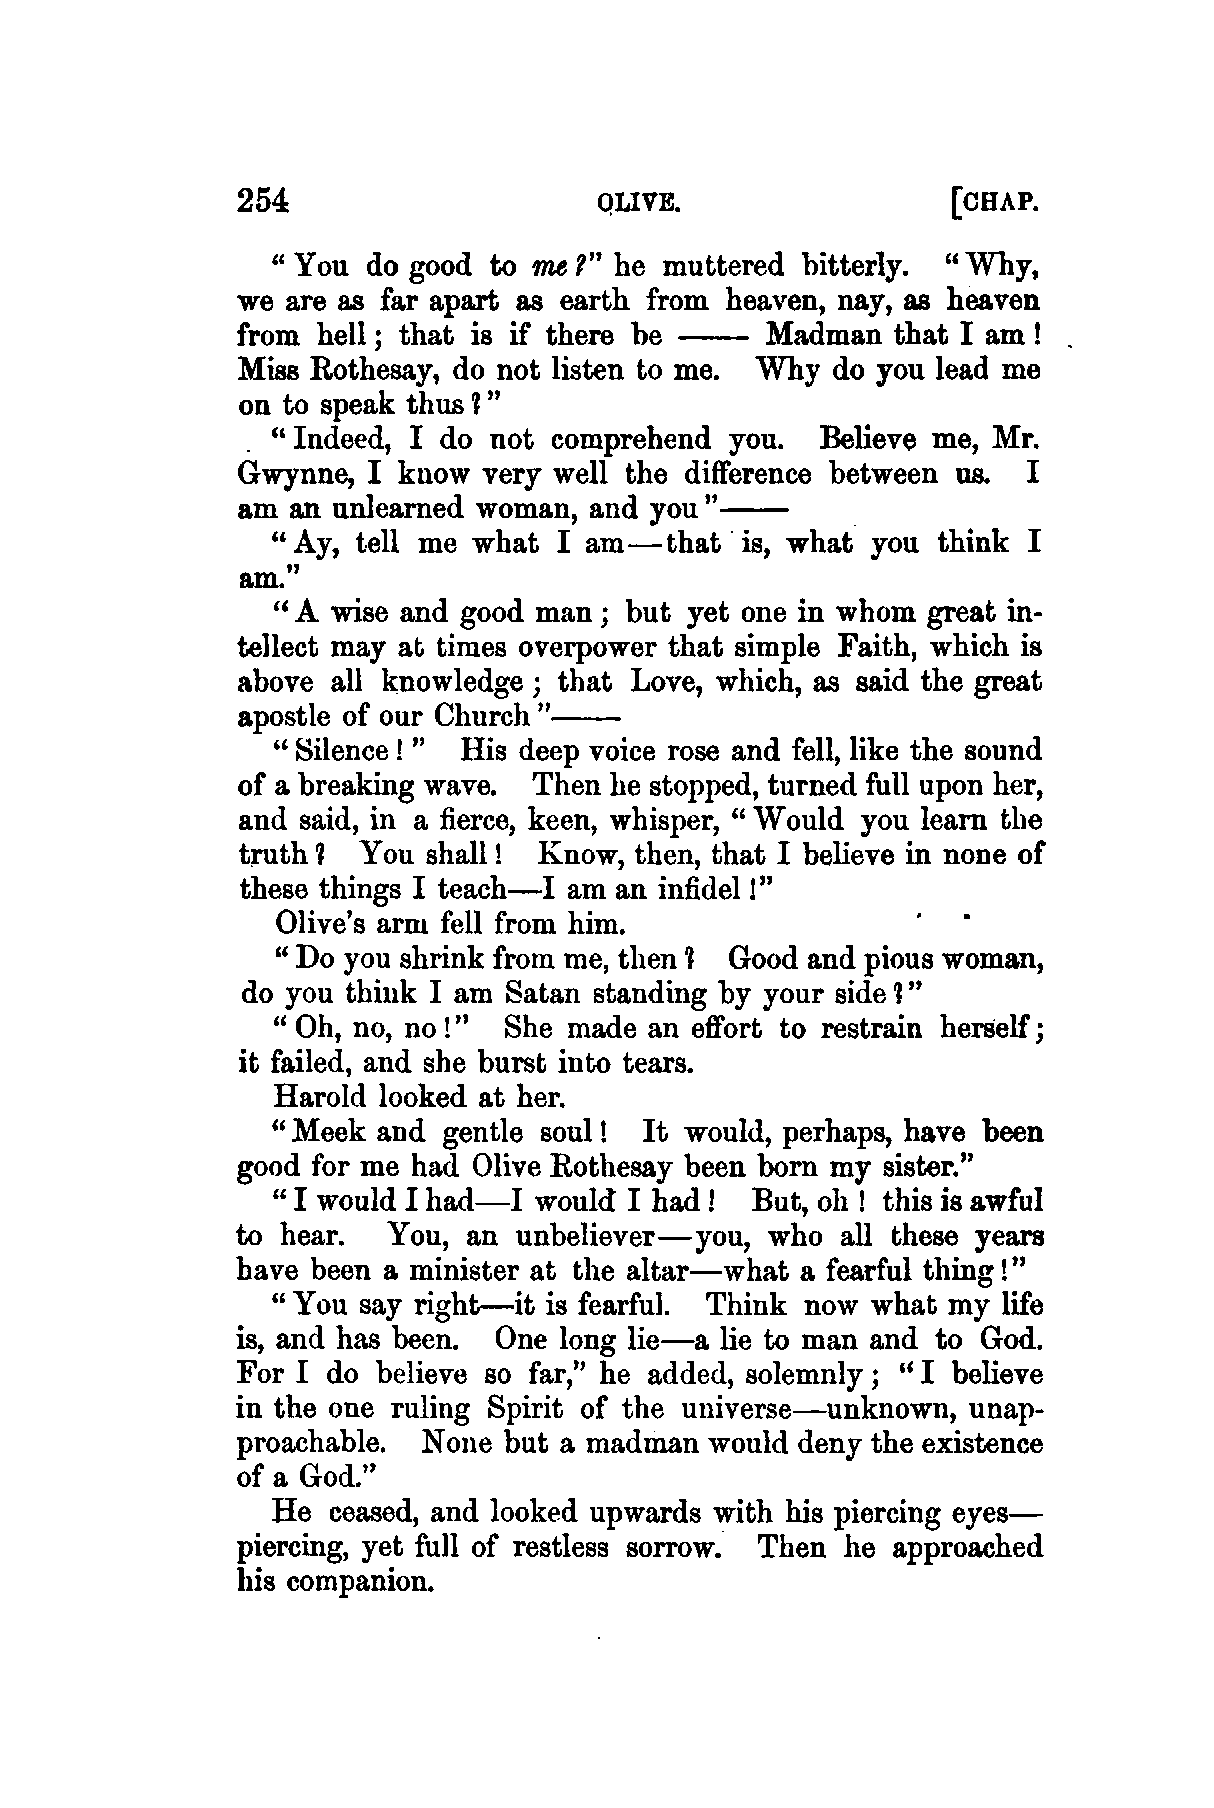 254 OLIVE. [CHAP.
“You do good to me?” he muttered bitterly. “Why,
we are as far apart as earth from heaven, nay, as heaven
from hell; that is if there be —— Madman that I am!
Miss Rothesay, do not listen to me. Why do you lead me
on to speak thus?”
“Indeed, I do not comprehend you. Believe me, Mr.
Gwynne, I know very well the difference between us. I
am an unlearned woman, and you”——
“Ay, tell me what I am—that is, what you think I
am.”
“A wise and good man; but yet one in whom great in-
tellect may at times overpower that simple Faith, which is
above all knowledge; that Love, which, as said the great
apostle of our Church”——
“Silence!” His deep voice rose and fell, like the sound
of a breaking wave. Then he stopped, turned full upon her,
and said, in a fierce, keen, whisper, “Would you learn the
truth? You shall! Know, then, that I believe in none of
these things I teach—I am an infidel!”
Olive’s arm fell from him.
“Do you shrink from me, then? Good and pious woman,
do you think I am Satan standing by your side?”
“Oh, no, no!” She made an effort to restrain herself;
it failed, and she burst into tears.
Harold looked at her.
“Meek and gentle soul! It would, perhaps, have been
good for me had Olive Rothesay been born my sister.”
“I would I had—I would I had! But, oh! this is awful
to hear. You, an unbeliever—you, who all these years
have been a minister at the altar—what a fearful thing!”
“You say right—it is fearful. Think now what my life
is, and has been. One long lie—a lie to man and to God.
For I do believe so far,” he added, solemnly; “I believe
in the one ruling Spirit of the universe—unknown, unap-
proachable. None but a madman would deny the existence
of a God.”
He ceased, and looked upwards with his piercing eyes—
piercing, yet full of restless sorrow. Then he approached
his companion.